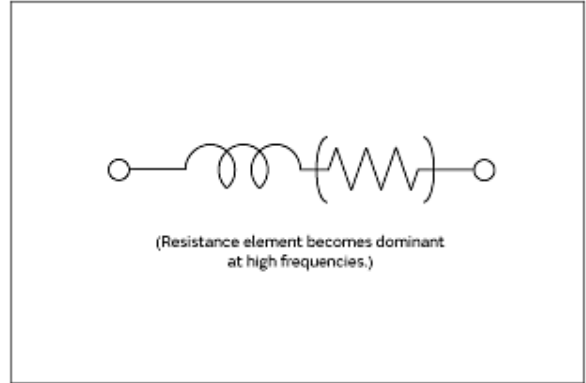 (Resistance element becomes dominant
at high frequencies.)